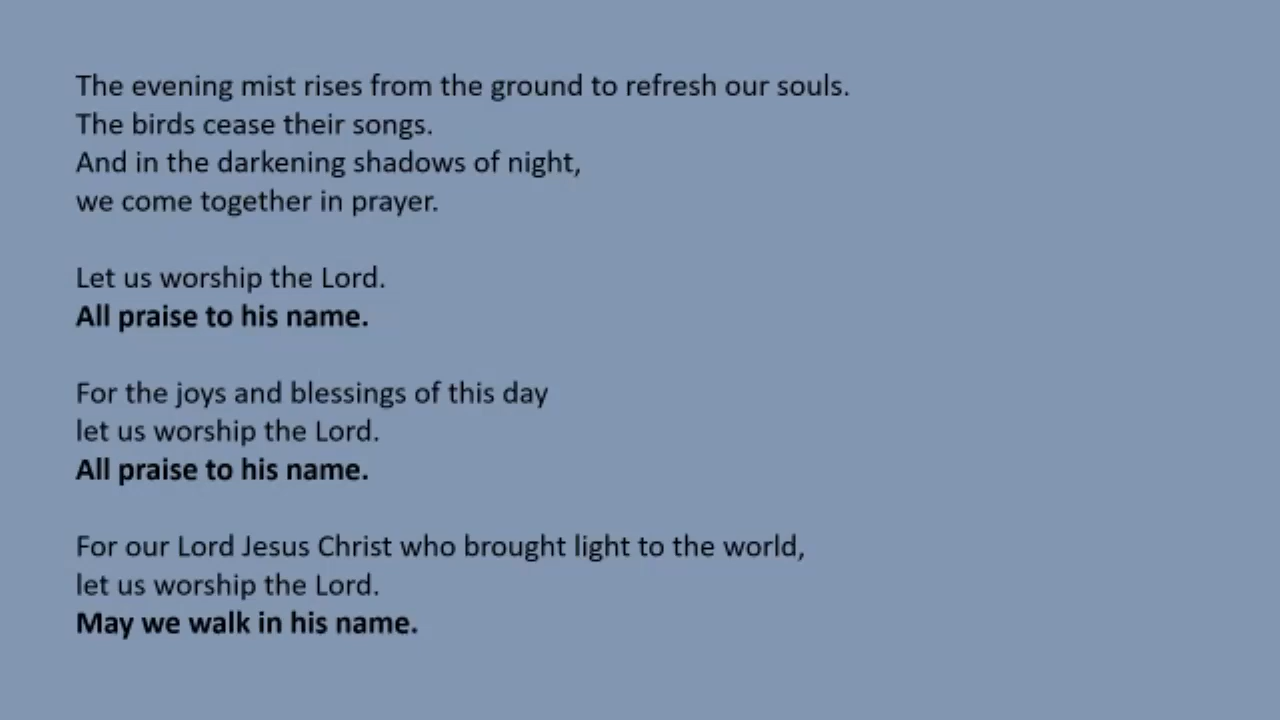 The evening mist rises from the ground to refresh our souls.
The birds cease their songs.
And in the darkening shadows of night,
we come together in prayer.
Let us worship the Lord.
All praise to his name.
For the joys and blessings of this day
let us worship the Lord.
All praise to his name.
For our Lord Jesus Christ who brought light to the world,
let us worship the Lord.
May we walk in his name.